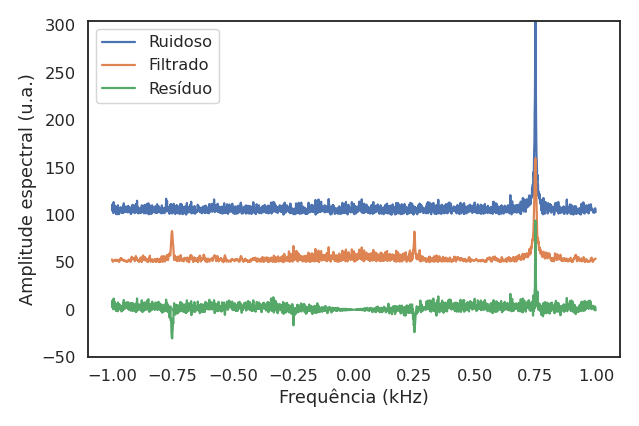 Amplitude espectral (u.a.)
300
250
200
150
100
50
0
−50
Ruidoso
Filtrado
Resíduo
−1.00 −0.75 −0.50 −0.25 0.00 0.25 0.50 0.75 1.00
Frequência (kHz)